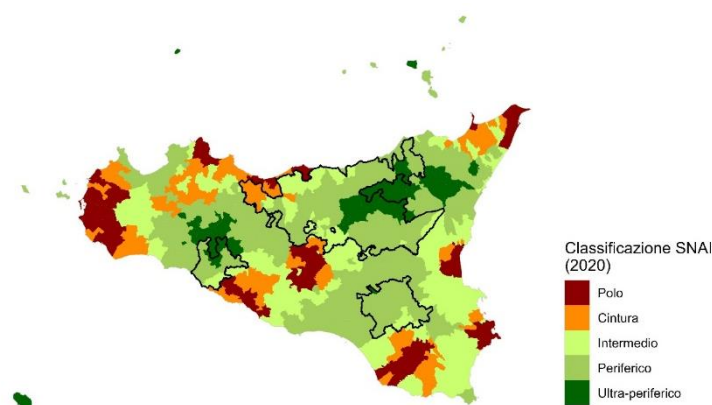 Classificazione SNAI
(2020)
Polo
Cintura
Intermedio
Periferico
Ultra-periferico